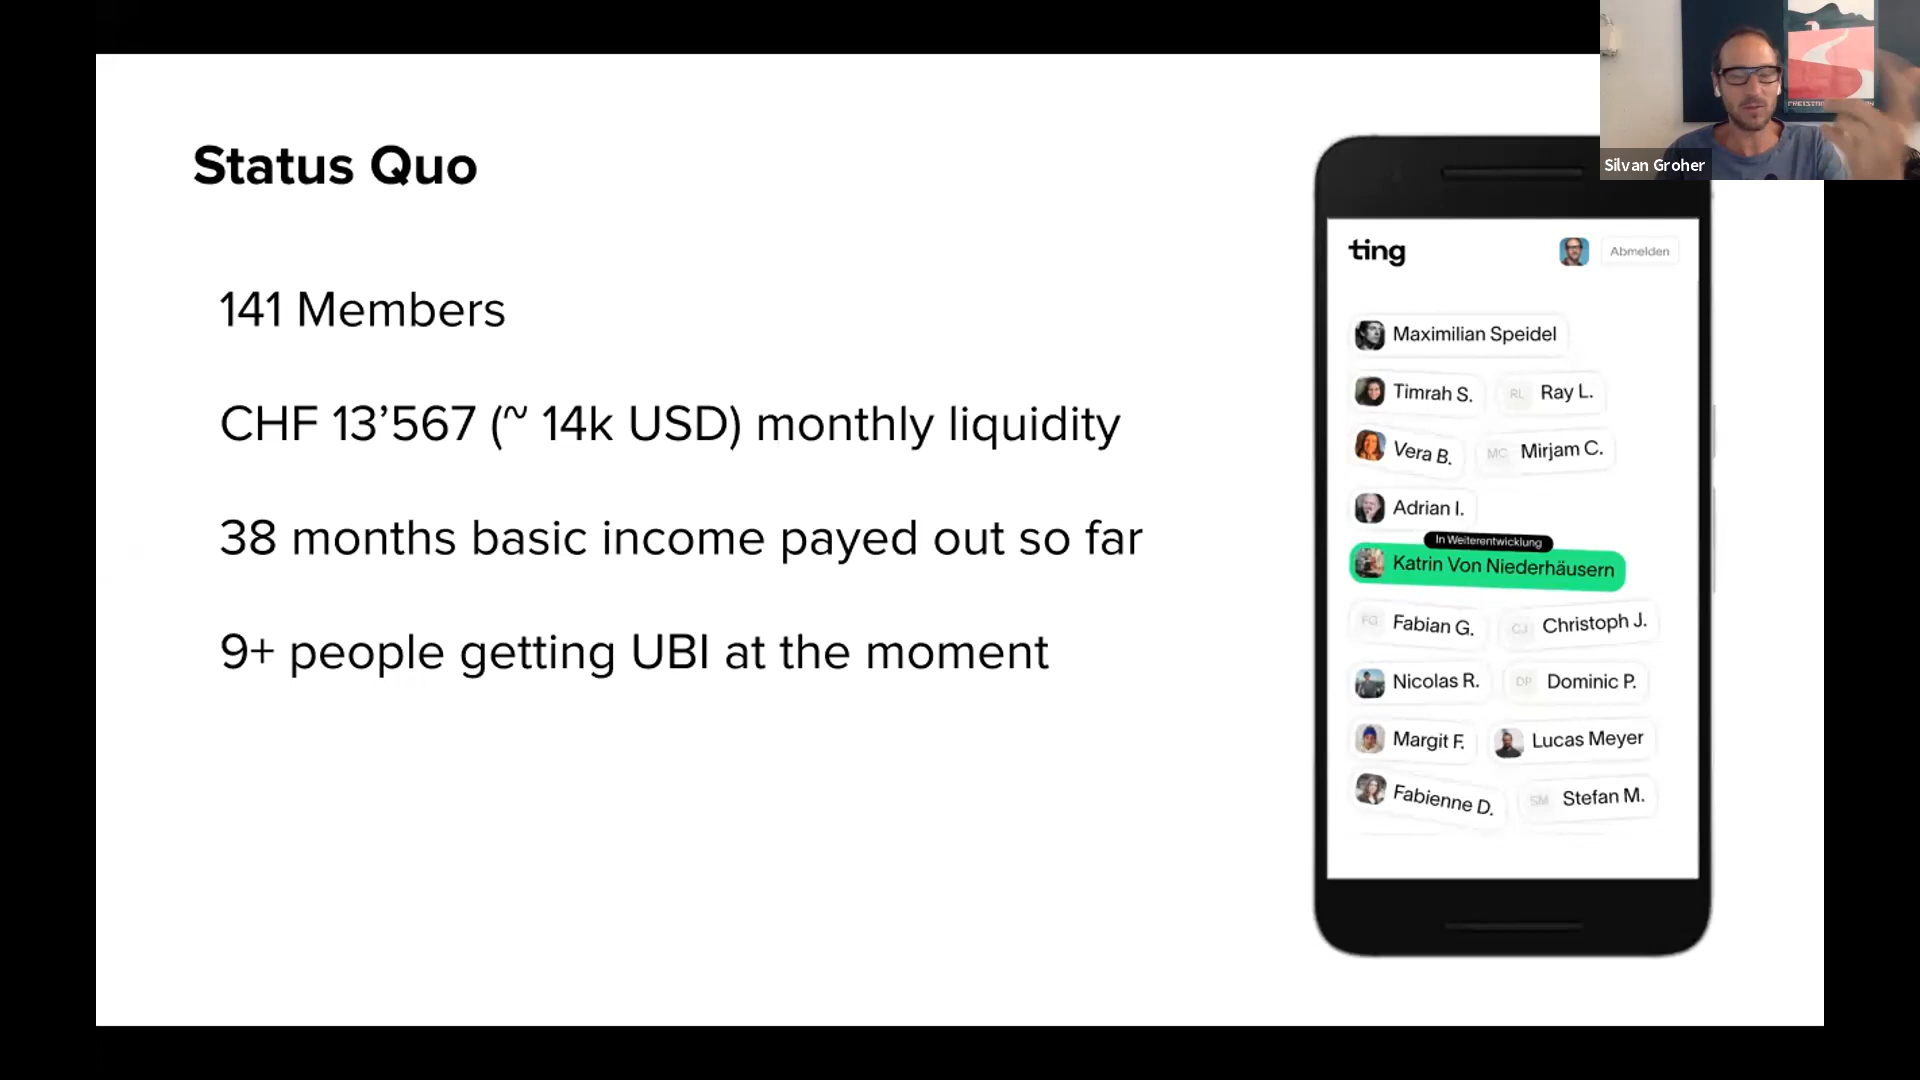 Status Quo
141 Members
CHF 13’567 (~ 14k USD) monthly liquidity
38 months basic income payed out so far
9+ people getting UBI at the moment
Silvan Groher
ting
Abmelden
Maximilian Speidel
Timrah S.
RL Ray L.
Vera B.
MC Mirjam C.
Adrian I.
In Weiterentwicklung
Katrin Von Niederhäusern
FG Fabian G.
CJ Christoph J.
Nicolas R.
DP Dominic P.
Margit F.
Lucas Meyer
Fabienne D.
SM Stefan M.